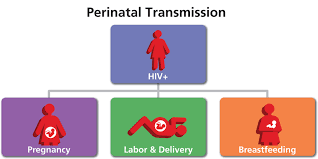 Perinatal Transmission
HIV+
Pregnancy
Labor & Delivery
Breastfeeding